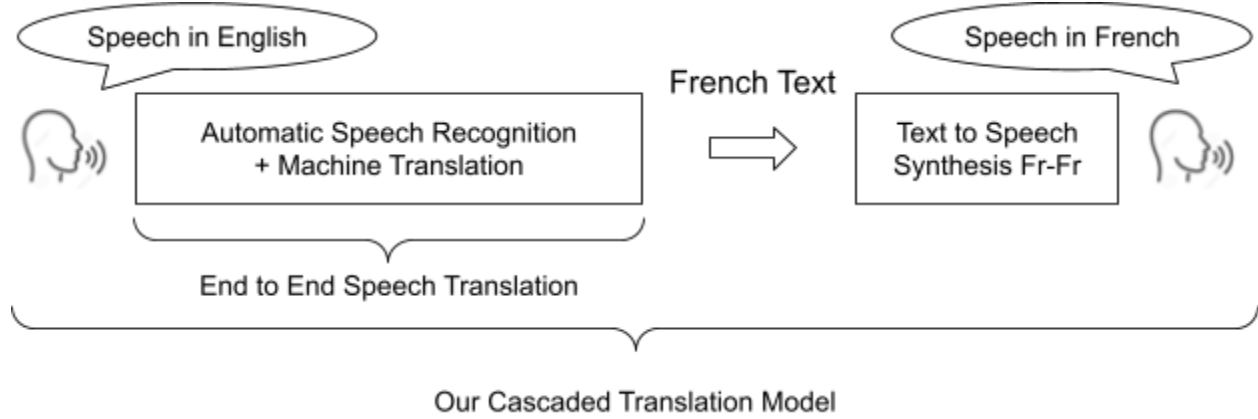 Speech in English
Speech in French
French Text
Automatic Speech Recognition
+ Machine Translation
Text to Speech
Synthesis Fr-Fr
End to End Speech Translation
Our Cascaded Translation Model